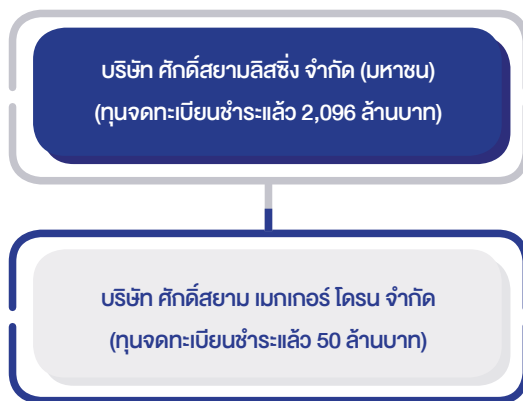 บริษัท ศักดิ์สยามลิสซิ่ง จำกัด (มหาชน)
(ทุนจดทะเบียนชำระแล้ว 2,096 ล้านบาท)
บริษัท ศักดิ์สยาม เมกเกอร์ โดรน จำกัด
(ทุนจดทะเบียนชำระแล้ว 50 ล้านบาท)